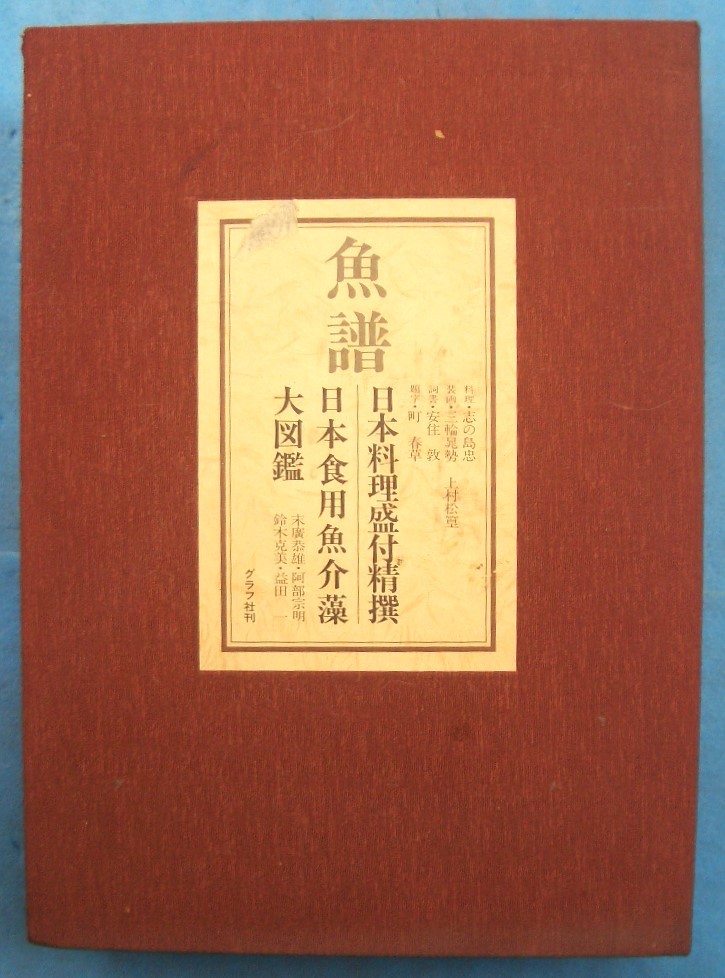 魚譜
料理・志の島忠
装画・三輪晁勢　上村松篁
詞書・安住　敦
題字・町　春草
日本料理盛付精撰
日本食用魚介藻
大図鑑
末廣恭雄・阿部宗明
鈴木克美・益田　一
グラフ社刊